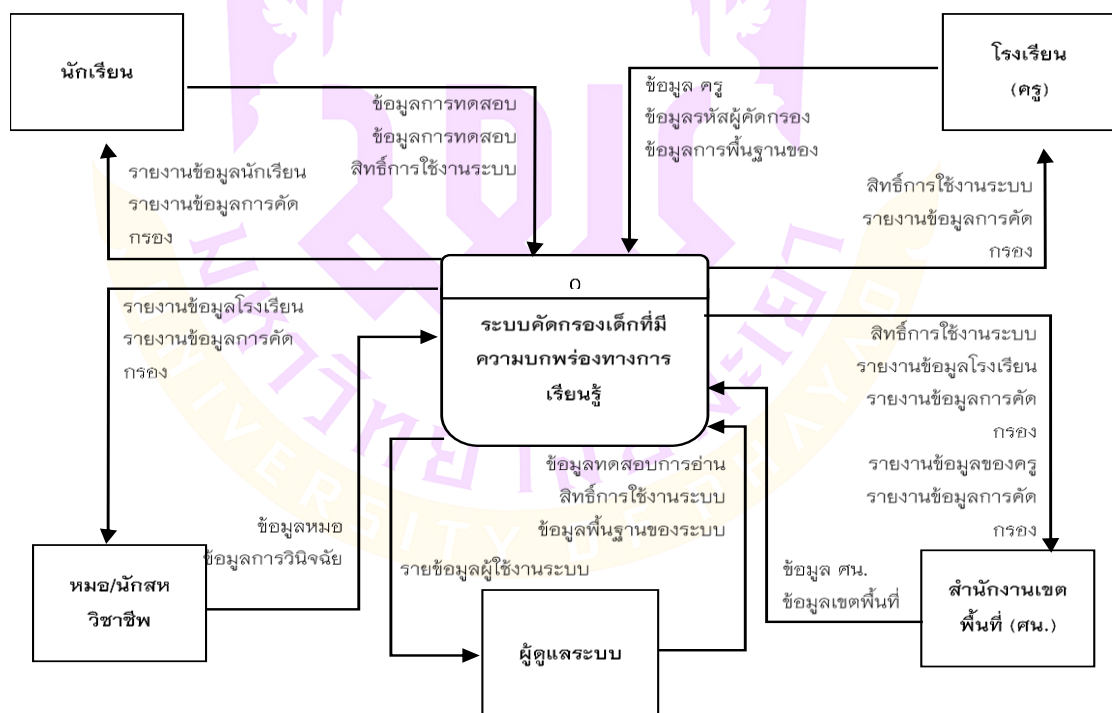 นักเรียน
โรงเรียน
(ครู)
ข้อมูลการทดสอบ
ข้อมูลการทดสอบ
สิทธิ์การใช้งานระบบ
ข้อมูล ครู
ข้อมูลรหัสผู้คัดกรอง
ข้อมูลการพื้นฐานของ
รายงานข้อมูลนักเรียน
รายงานข้อมูลการคัด
กรอง
สิทธิ์การใช้งานระบบ
รายงานข้อมูลการคัด
กรอง
0
ระบบคัดกรองเด็กที่มี
ความบกพร่องทางการ
เรียนรู้
รายงานข้อมูลโรงเรียน
รายงานข้อมูลการคัด
กรอง
สิทธิ์การใช้งานระบบ
รายงานข้อมูลโรงเรียน
รายงานข้อมูลการคัด
กรอง
รายงานข้อมูลของครู
รายงานข้อมูลการคัด
กรอง
ข้อมูลทดสอบการอ่าน
สิทธิ์การใช้งานระบบ
ข้อมูลพื้นฐานของระบบ
ข้อมูลหมอ
ข้อมูลการวินิจฉัย
รายข้อมูลผู้ใช้งานระบบ
ข้อมูล ศน.
ข้อมูลเขตพื้นที่
หมอ/นักสห
วิชาชีพ
ผู้ดูแลระบบ
สำนักงานเขต
พื้นที่ (ศน.)
มหาวิทยาลัยพะเยา
UNIVERSITY OF PHAYAO